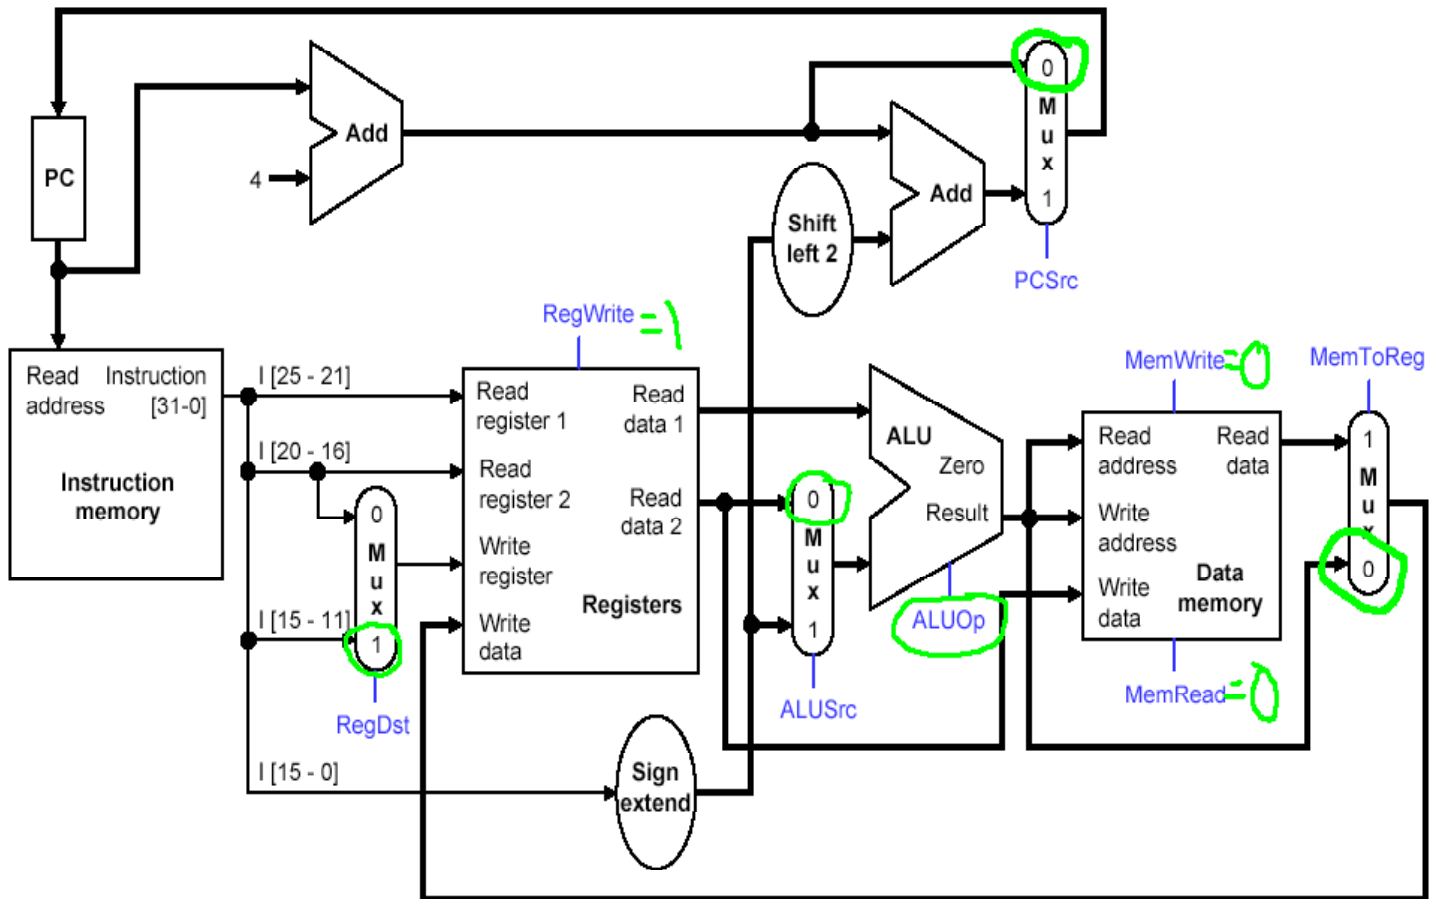 0
M
u
x
1
PCSrc
Add
4
PC
Add
Shift
left 2
RegWrite = 1
Read
address
Instruction
[31-0]
Instruction
memory
I [25 - 21]
I [20 - 16]
I [15 - 11]
I [15 - 0]
0
M
u
x
1
RegDst
Read
register 1
Read
register 2
Write
register
Write
data
Read
data 1
Read
data 2
Registers
Sign
extend
0
M
u
x
1
ALUSrc
ALU
Zero
Result
ALUOp
MemWrite = 0
Read
address
Write
address
Write
data
Read
data
Data
memory
MemRead = 0
MemToReg
1
M
u
x
0